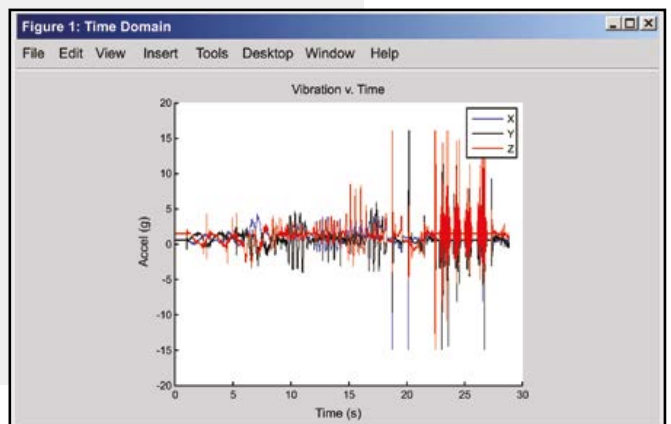 Figure 1: Time Domain
File Edit View Insert Tools Desktop Window Help
Vibration v. Time
X
Y
Z
20
15
10
5
0
-5
-10
-15
-20
Accel (g)
0 5 10 15 20 25 30
Time (s)